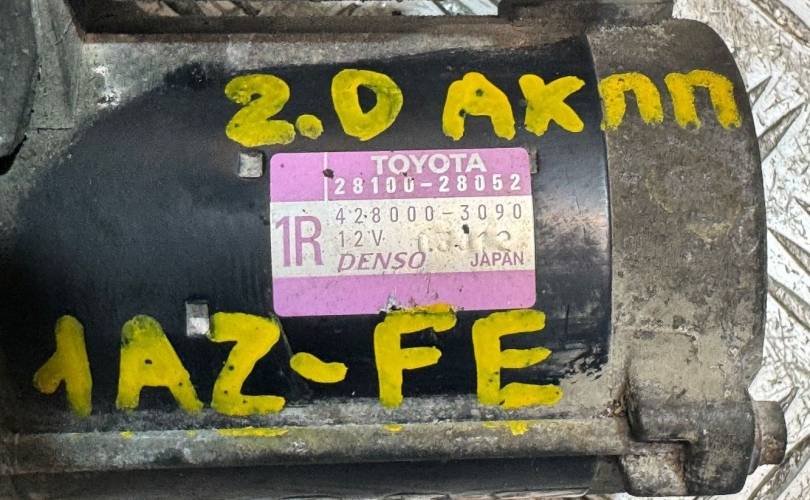 2.0 АКПП
TOYOTA
28100-28052
1R
428000-3090
12V
DENSO JAPAN
1AZ-FE